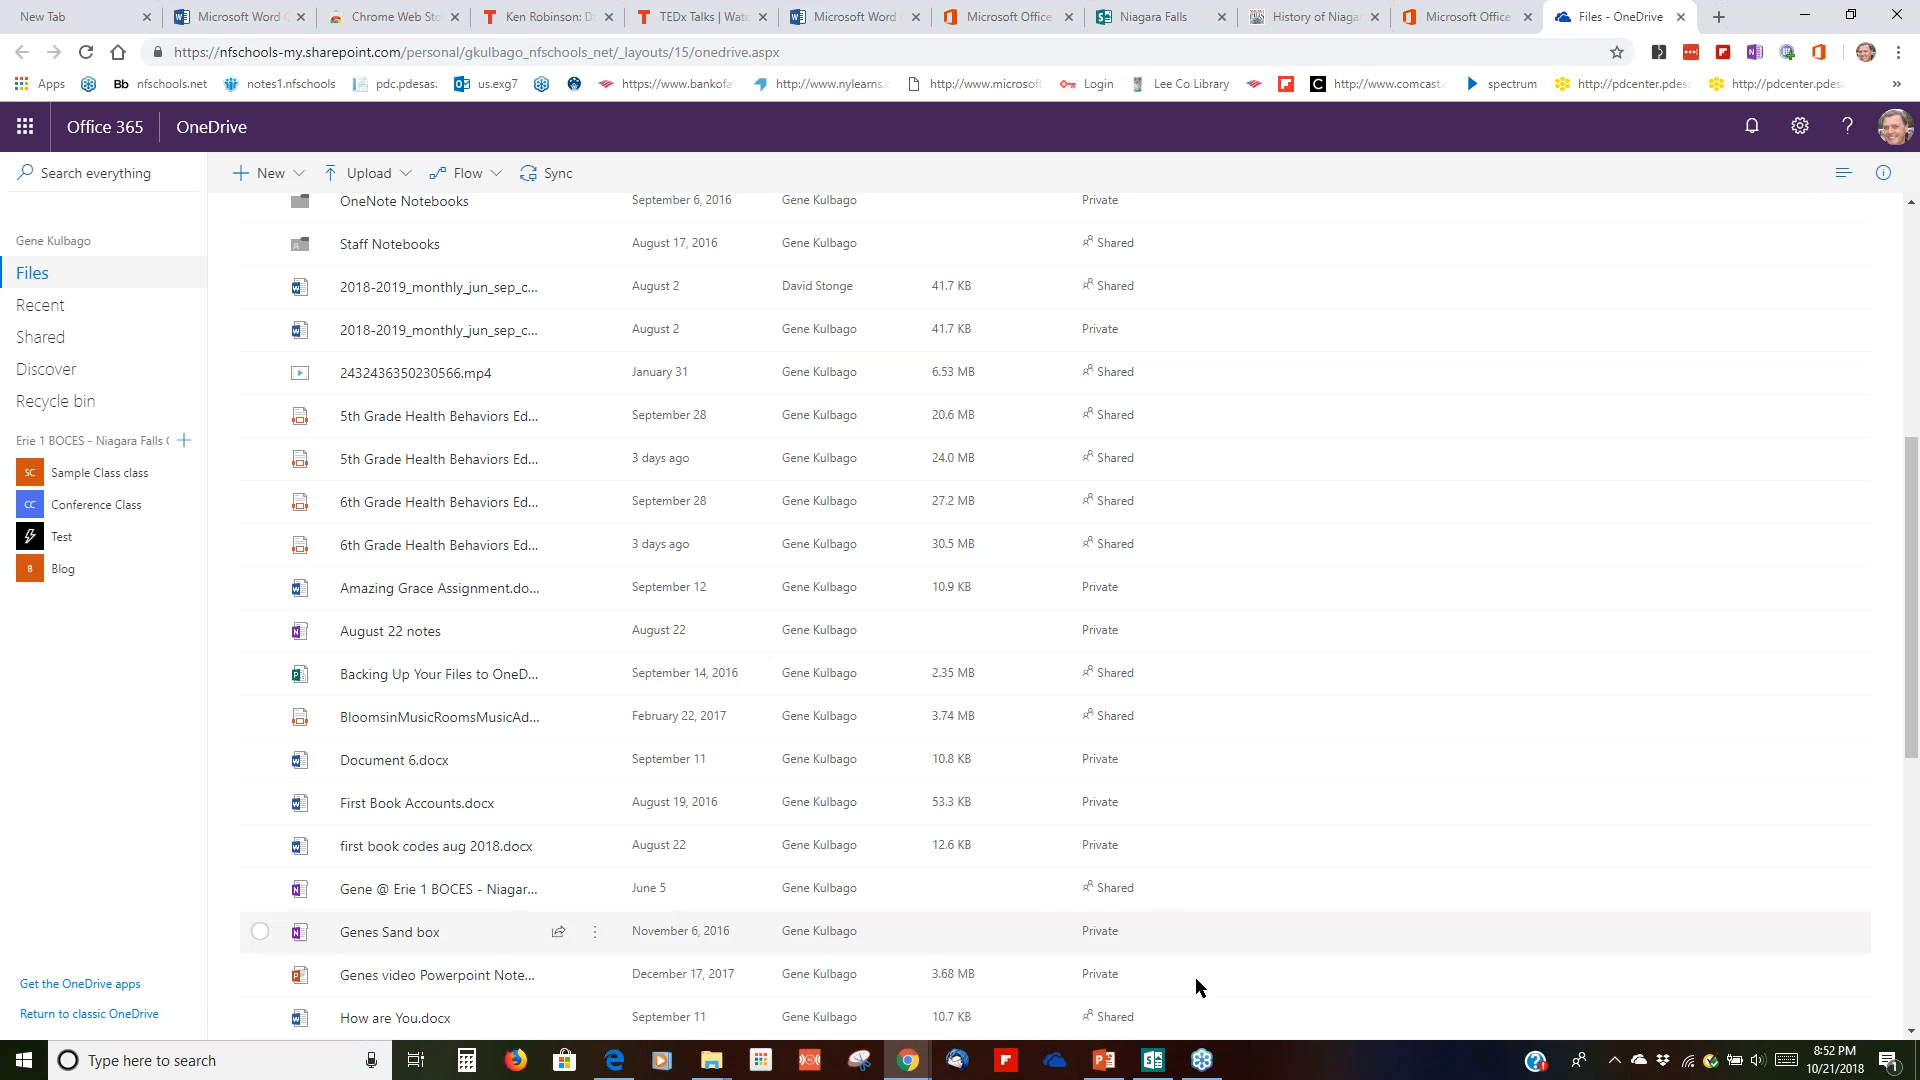 New Tab
Microsoft Word
Chrome Web Sto
Ken Robinson: D
TEDx Talks | Wat
Microsoft Word
Microsoft Office
Niagara Falls
History of Niagar
Microsoft Office
Files - OneDrive
https://nfschools-my.sharepoint.com/personal/gkulbago_nfschools_net/_layouts/15/onedrive.aspx
Apps
Bb nfschools.net
notes1.nfschools
pdc.pdesas.
us.exg7
https://www.bankofa
http://www.nylearns.
http://www.microsoft
Login
Lee Co Library
http://www.comcast.
spectrum
http://pdcenter.pdes
http://pdcenter.pdes
»
Office 365
OneDrive
Search everything
New
Upload
Flow
Sync
Gene Kulbago
Files
Recent
Shared
Discover
Recycle bin
Erie 1 BOCES - Niagara Falls
SC Sample Class class
CC Conference Class
Test
B Blog
Get the OneDrive apps
Return to classic OneDrive
OneNote Notebooks September 6, 2016 Gene Kulbago Private
Staff Notebooks August 17, 2016 Gene Kulbago Shared
2018-2019_monthly_jun_sep_c... August 2 David Stonge 41.7 KB Shared
2018-2019_monthly_jun_sep_c... August 2 Gene Kulbago 41.7 KB Private
2432436350230566.mp4 January 31 Gene Kulbago 6.53 MB Shared
5th Grade Health Behaviors Ed... September 28 Gene Kulbago 20.6 MB Shared
5th Grade Health Behaviors Ed... 3 days ago Gene Kulbago 24.0 MB Shared
6th Grade Health Behaviors Ed... September 28 Gene Kulbago 27.2 MB Shared
6th Grade Health Behaviors Ed... 3 days ago Gene Kulbago 30.5 MB Shared
Amazing Grace Assignment.do... September 12 Gene Kulbago 10.9 KB Private
August 22 notes August 22 Gene Kulbago Private
Backing Up Your Files to OneD... September 14, 2016 Gene Kulbago 2.35 MB Shared
BloomsinMusicRoomsMusicAd... February 22, 2017 Gene Kulbago 3.74 MB Shared
Document 6.docx September 11 Gene Kulbago 10.8 KB Private
First Book Accounts.docx August 19, 2016 Gene Kulbago 53.3 KB Private
first book codes aug 2018.docx August 22 Gene Kulbago 12.6 KB Private
Gene @ Erie 1 BOCES - Niagar... June 5 Gene Kulbago Shared
Genes Sand box November 6, 2016 Gene Kulbago Private
Genes video Powerpoint Note... December 17, 2017 Gene Kulbago 3.68 MB Private
How are You.docx September 11 Gene Kulbago 10.7 KB Shared
Type here to search
8:52 PM
10/21/2018